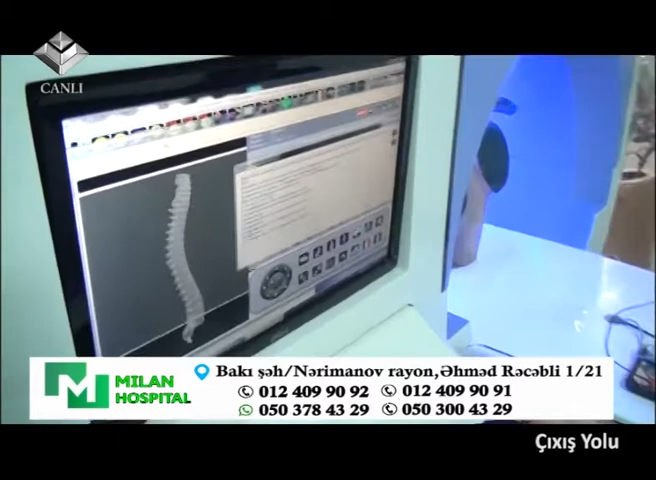 CANLI
Bakı şəh/Nərimanov rayon,Əhməd Rəcəbli 1/21
MILAN
HOSPITAL
012 409 90 92
012 409 90 91
050 378 43 29
050 300 43 29
Çıxış Yolu